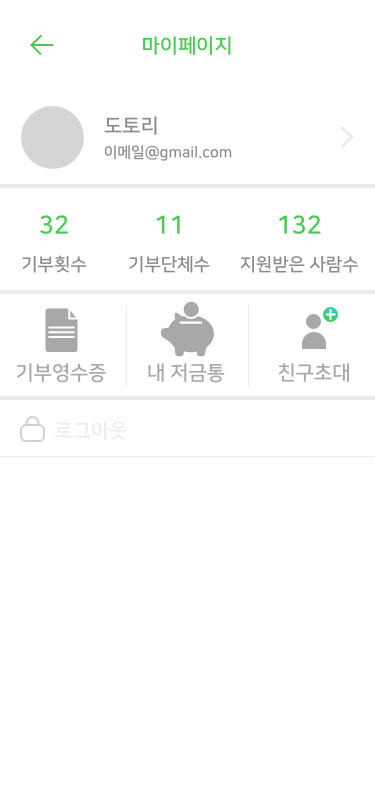 마이페이지
도토리
이메일@gmail.com
32 11 132
기부횟수 기부단체수 지원받은 사람수
기부영수증 내 저금통 친구초대
로그아웃